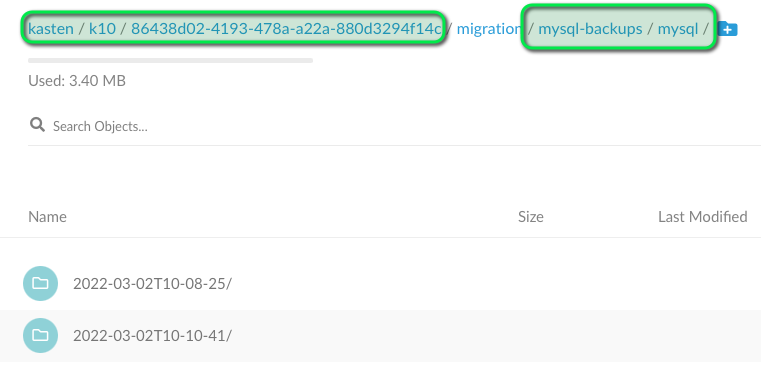 kasten / k10 / 86438d02-4193-478a-a22a-880d3294f14c / migration / mysql-backups / mysql /
Used: 3.40 MB
Search Objects...
Name Size Last Modified
2022-03-02T10-08-25/
2022-03-02T10-10-41/